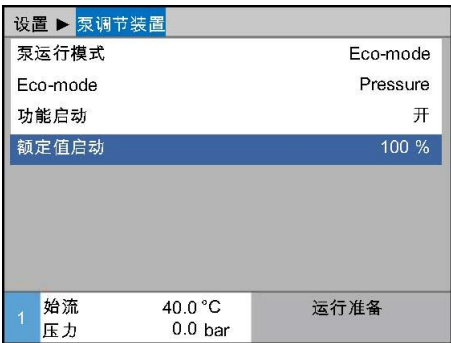 设置 ▶ 泵调节装置
泵运行模式 Eco-mode
Eco-mode Pressure
功能启动 开
额定值启动 100 %
1 始流 40.0 °C 运行准备
压力 0.0 bar